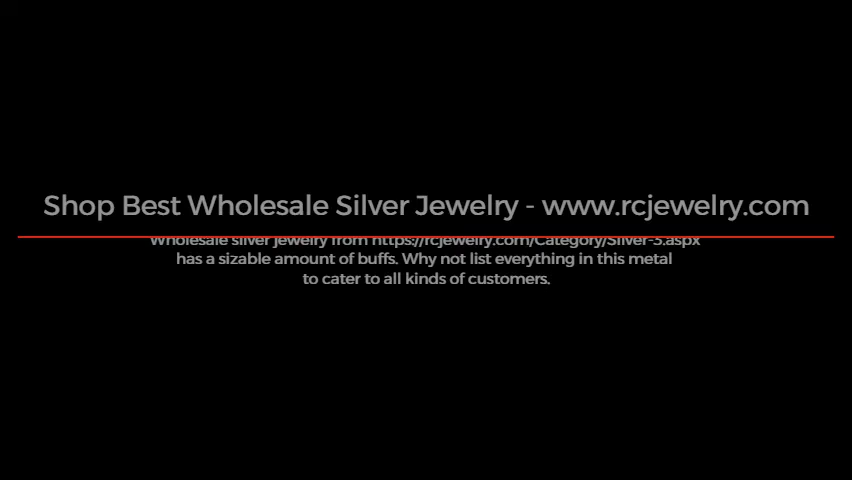 Shop Best Wholesale Silver Jewelry - www.rcjewelry.com
Wholesale silver jewelry from https://rcjewelry.com/Category/Silver-3.aspx
has a sizable amount of buffs. Why not list everything in this metal
to cater to all kinds of customers.